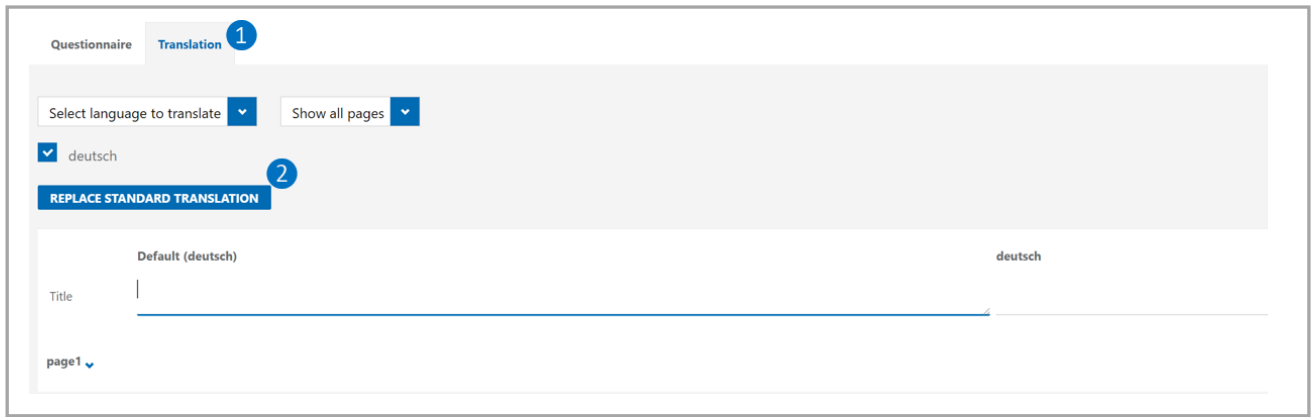 Questionnaire Translation 1
Select language to translate Show all pages
deutsch
2
REPLACE STANDARD TRANSLATION
Default (deutsch) deutsch
Title
page1